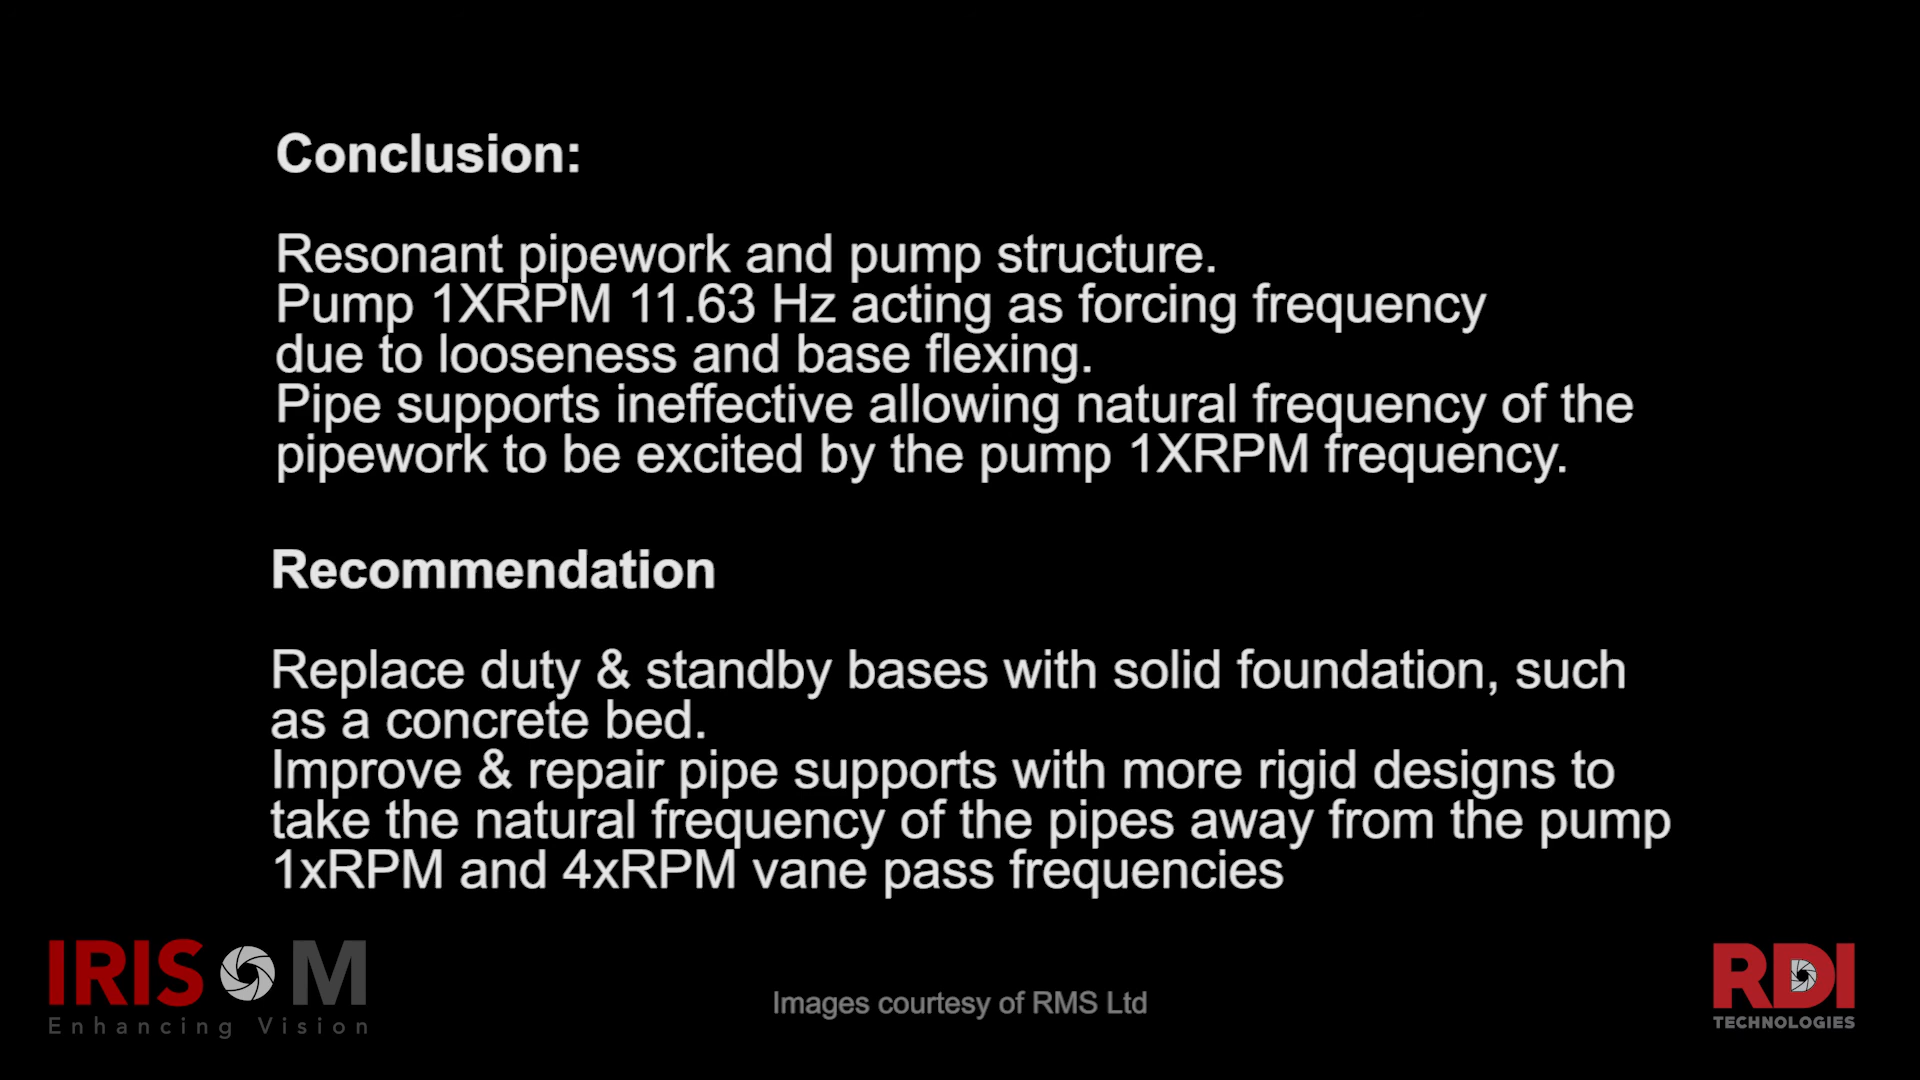 Conclusion:
Resonant pipework and pump structure.
Pump 1XRPM 11.63 Hz acting as forcing frequency
due to looseness and base flexing.
Pipe supports ineffective allowing natural frequency of the
pipework to be excited by the pump 1XRPM frequency.
Recommendation
Replace duty & standby bases with solid foundation, such
as a concrete bed.
Improve & repair pipe supports with more rigid designs to
take the natural frequency of the pipes away from the pump
1xRPM and 4xRPM vane pass frequencies
IRIS M
Enhancing Vision
Images courtesy of RMS Ltd
RDI
TECHNOLOGIES